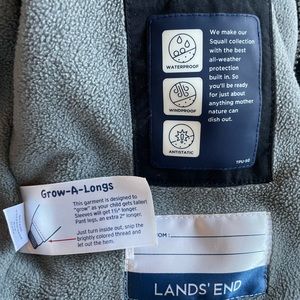 We make our
Squall collection
with the best
all-weather
protection
built in. So
you'll be ready
for just about
anything mother
nature can
dish out.
WATERPROOF
WINDPROOF
ANTISTATIC
TPU-50
Grow-A-Longs
This garment is designed to
"grow" as your child gets taller!
Sleeves will get 1½" longer.
Pant legs, an extra 2" longer.
Just turn inside out, snip the
brightly colored thread and
let out the hem.
LANDS' END